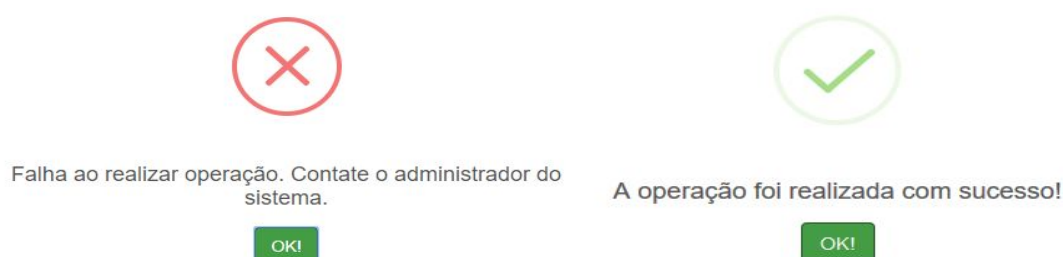 Falha ao realizar operação. Contate o administrador do
sistema.
OK!
A operação foi realizada com sucesso!
OK!